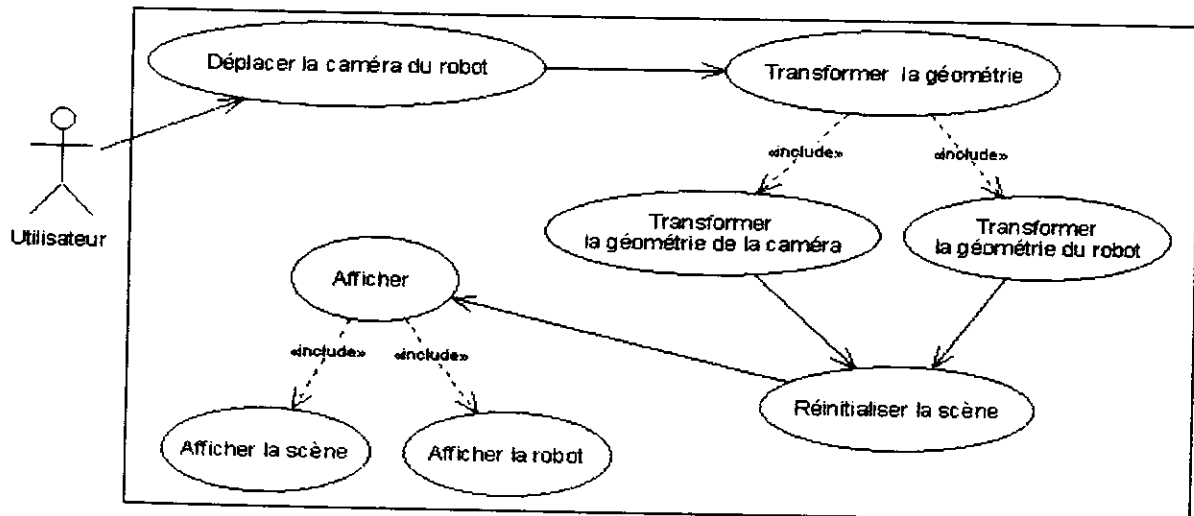 Déplacer la caméra du robot
Transformer la géométrie
«include»
«include»
Utilisateur
Transformer
la géométrie de la caméra
Transformer
la géométrie du robot
Afficher
«include»
«include»
Réinitialiser la scène
Afficher la scène
Afficher la robot